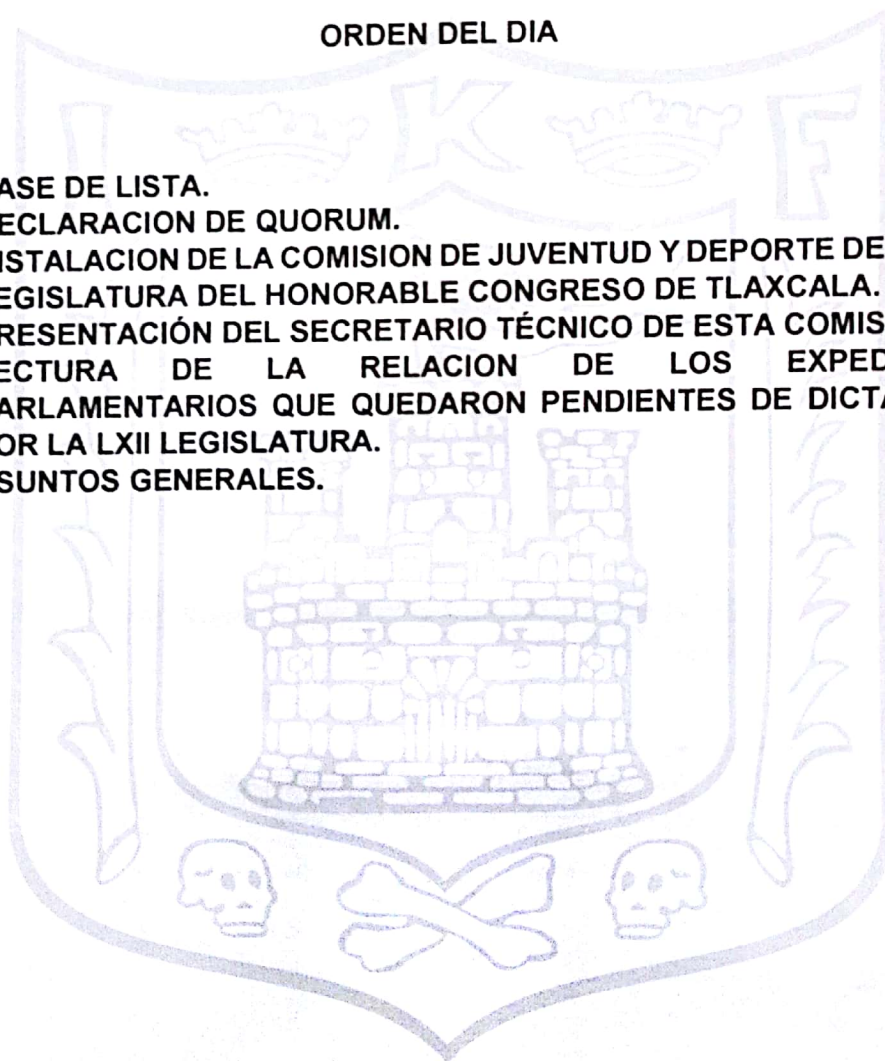 ORDEN DEL DIA
I K F
ASE DE LISTA.
ECLARACION DE QUORUM.
STALACION DE LA COMISION DE JUVENTUD Y DEPORTE DE
EGISLATURA DEL HONORABLE CONGRESO DE TLAXCALA.
RESENTACIÓN DEL SECRETARIO TÉCNICO DE ESTA COMIS
ECTURA DE LA RELACION DE LOS EXPED
ARLAMENTARIOS QUE QUEDARON PENDIENTES DE DICTA
OR LA LXII LEGISLATURA.
SUNTOS GENERALES.